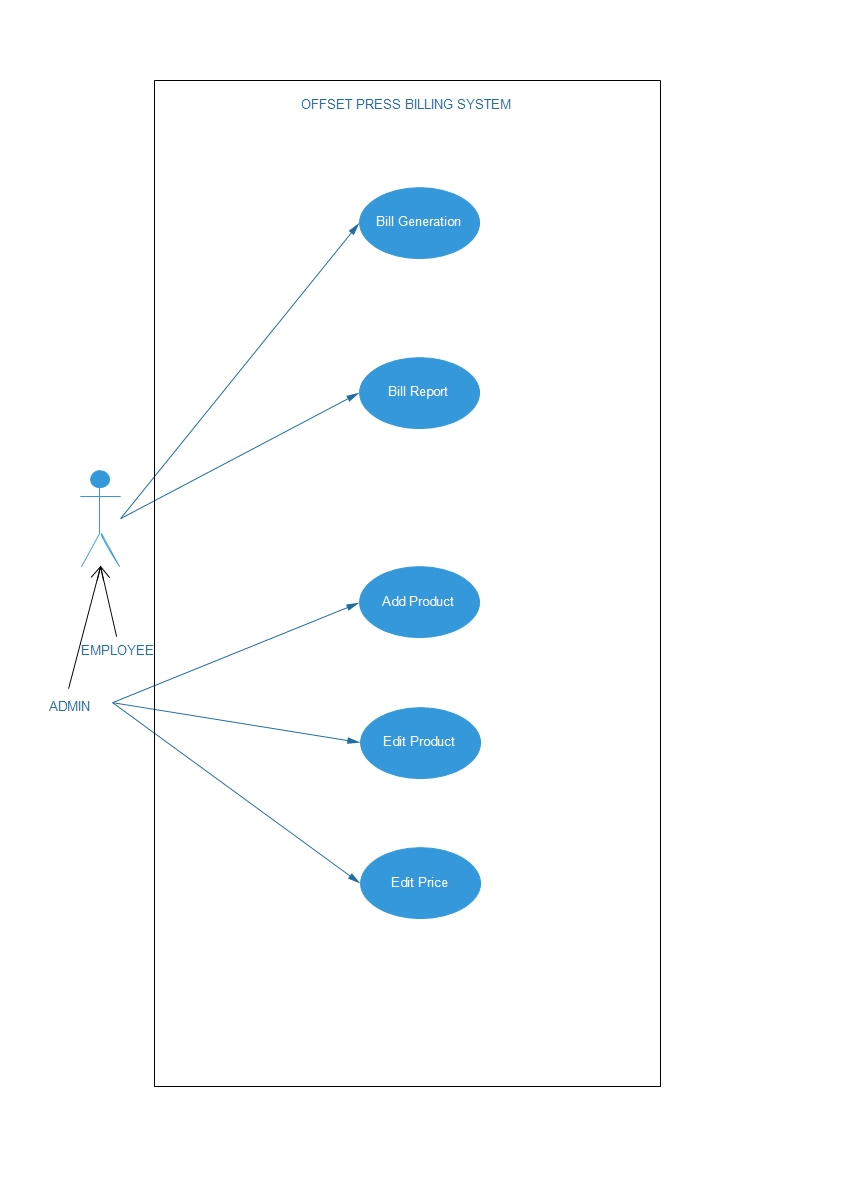 OFFSET PRESS BILLING SYSTEM
Bill Generation
Bill Report
Add Product
EMPLOYEE
ADMIN
Edit Product
Edit Price